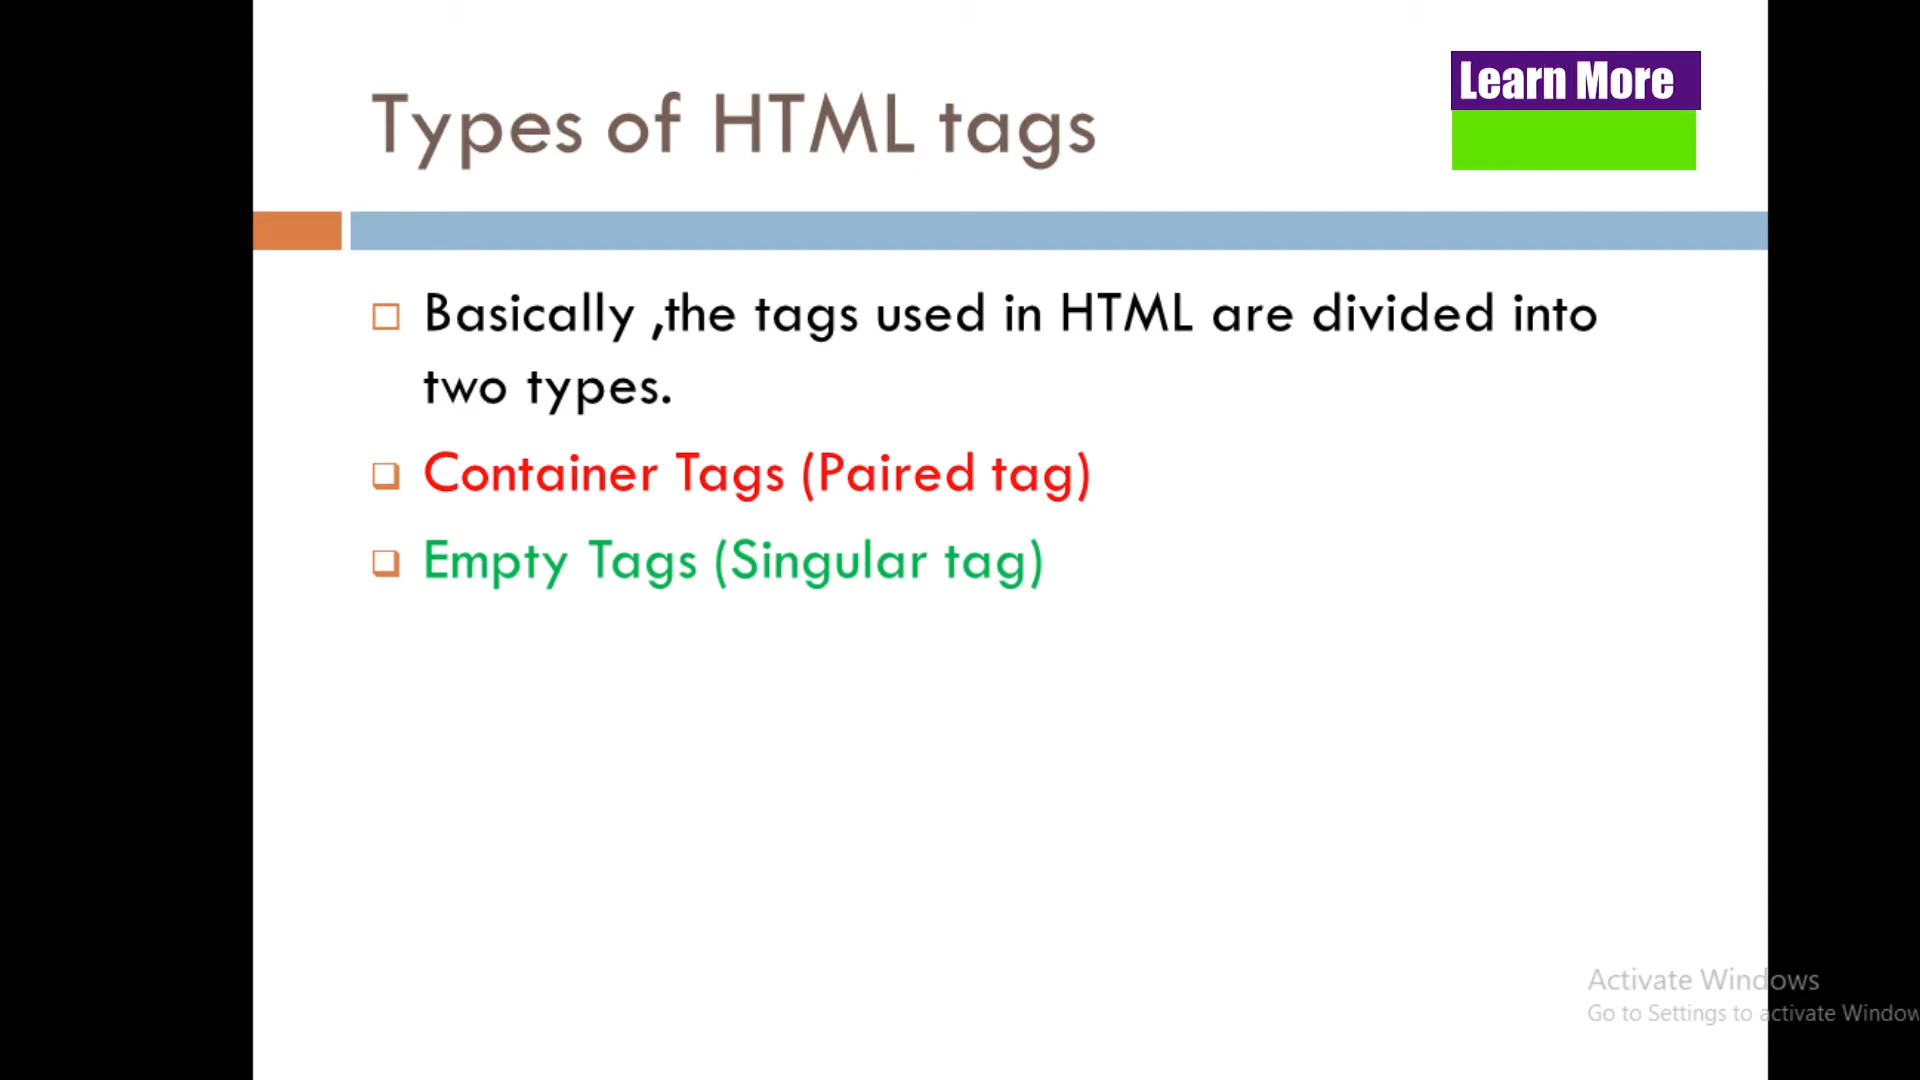 Types of HTML tags
Learn More
Basically ,the tags used in HTML are divided into
two types.
Container Tags (Paired tag)
Empty Tags (Singular tag)
Activate Windows
Go to Settings to activate Window